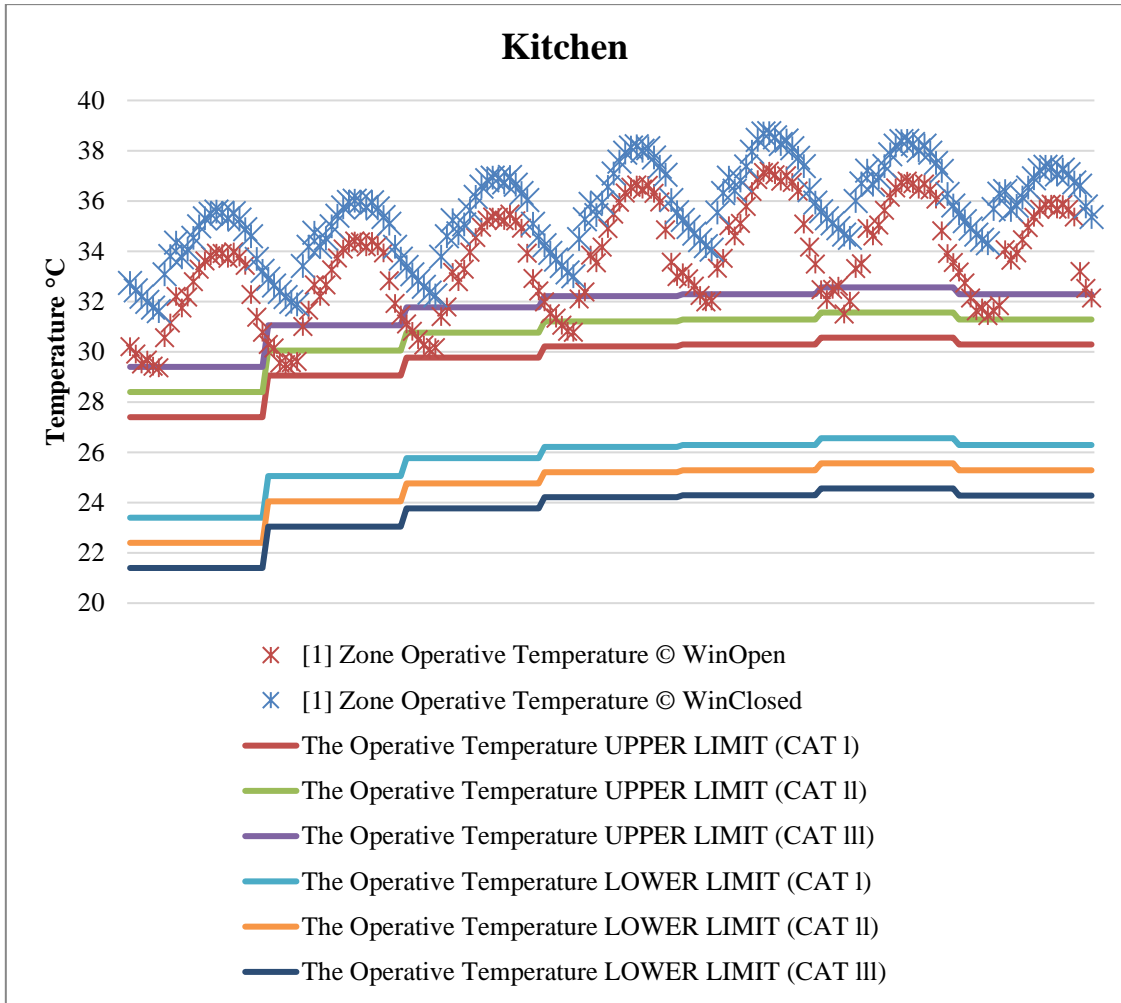 Kitchen
Temperature °C
40
38
36
34
32
30
28
26
24
22
20
[1] Zone Operative Temperature © WinOpen
[1] Zone Operative Temperature © WinClosed
The Operative Temperature UPPER LIMIT (CAT l)
The Operative Temperature UPPER LIMIT (CAT ll)
The Operative Temperature UPPER LIMIT (CAT lll)
The Operative Temperature LOWER LIMIT (CAT l)
The Operative Temperature LOWER LIMIT (CAT ll)
The Operative Temperature LOWER LIMIT (CAT lll)